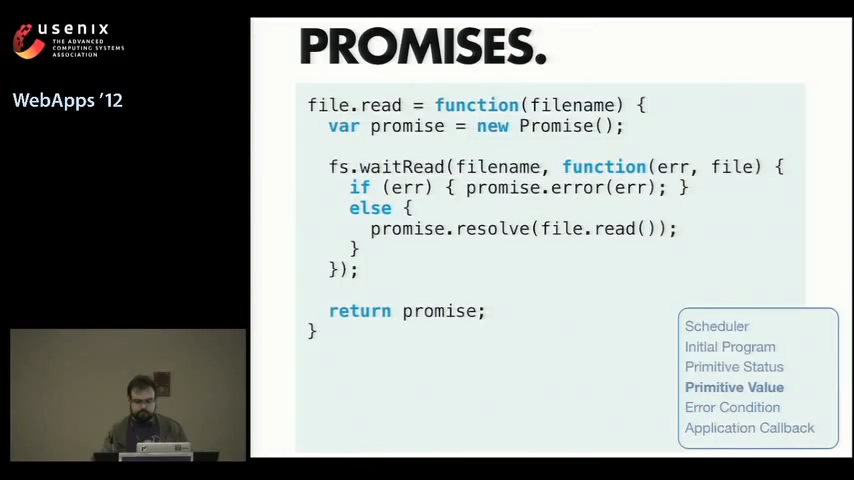 usenix
THE ADVANCED
COMPUTING SYSTEMS
ASSOCIATION
WebApps '12
PROMISES.
file.read = function(filename) {
var promise = new Promise();
fs.waitRead(filename, function(err, file) {
if (err) { promise.error(err); }
else {
promise.resolve(file.read());
}
});
return promise;
}
Scheduler
Initial Program
Primitive Status
Primitive Value
Error Condition
Application Callback